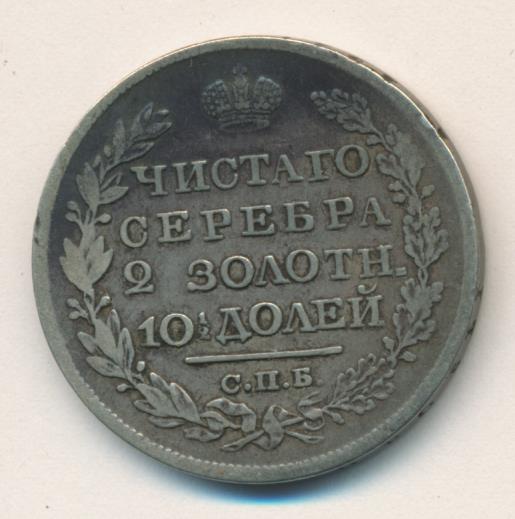 ЧИСТАГО
СЕРЕБРА
2 ЗОЛОТН.
10½ ДОЛЕЙ
С.П.Б